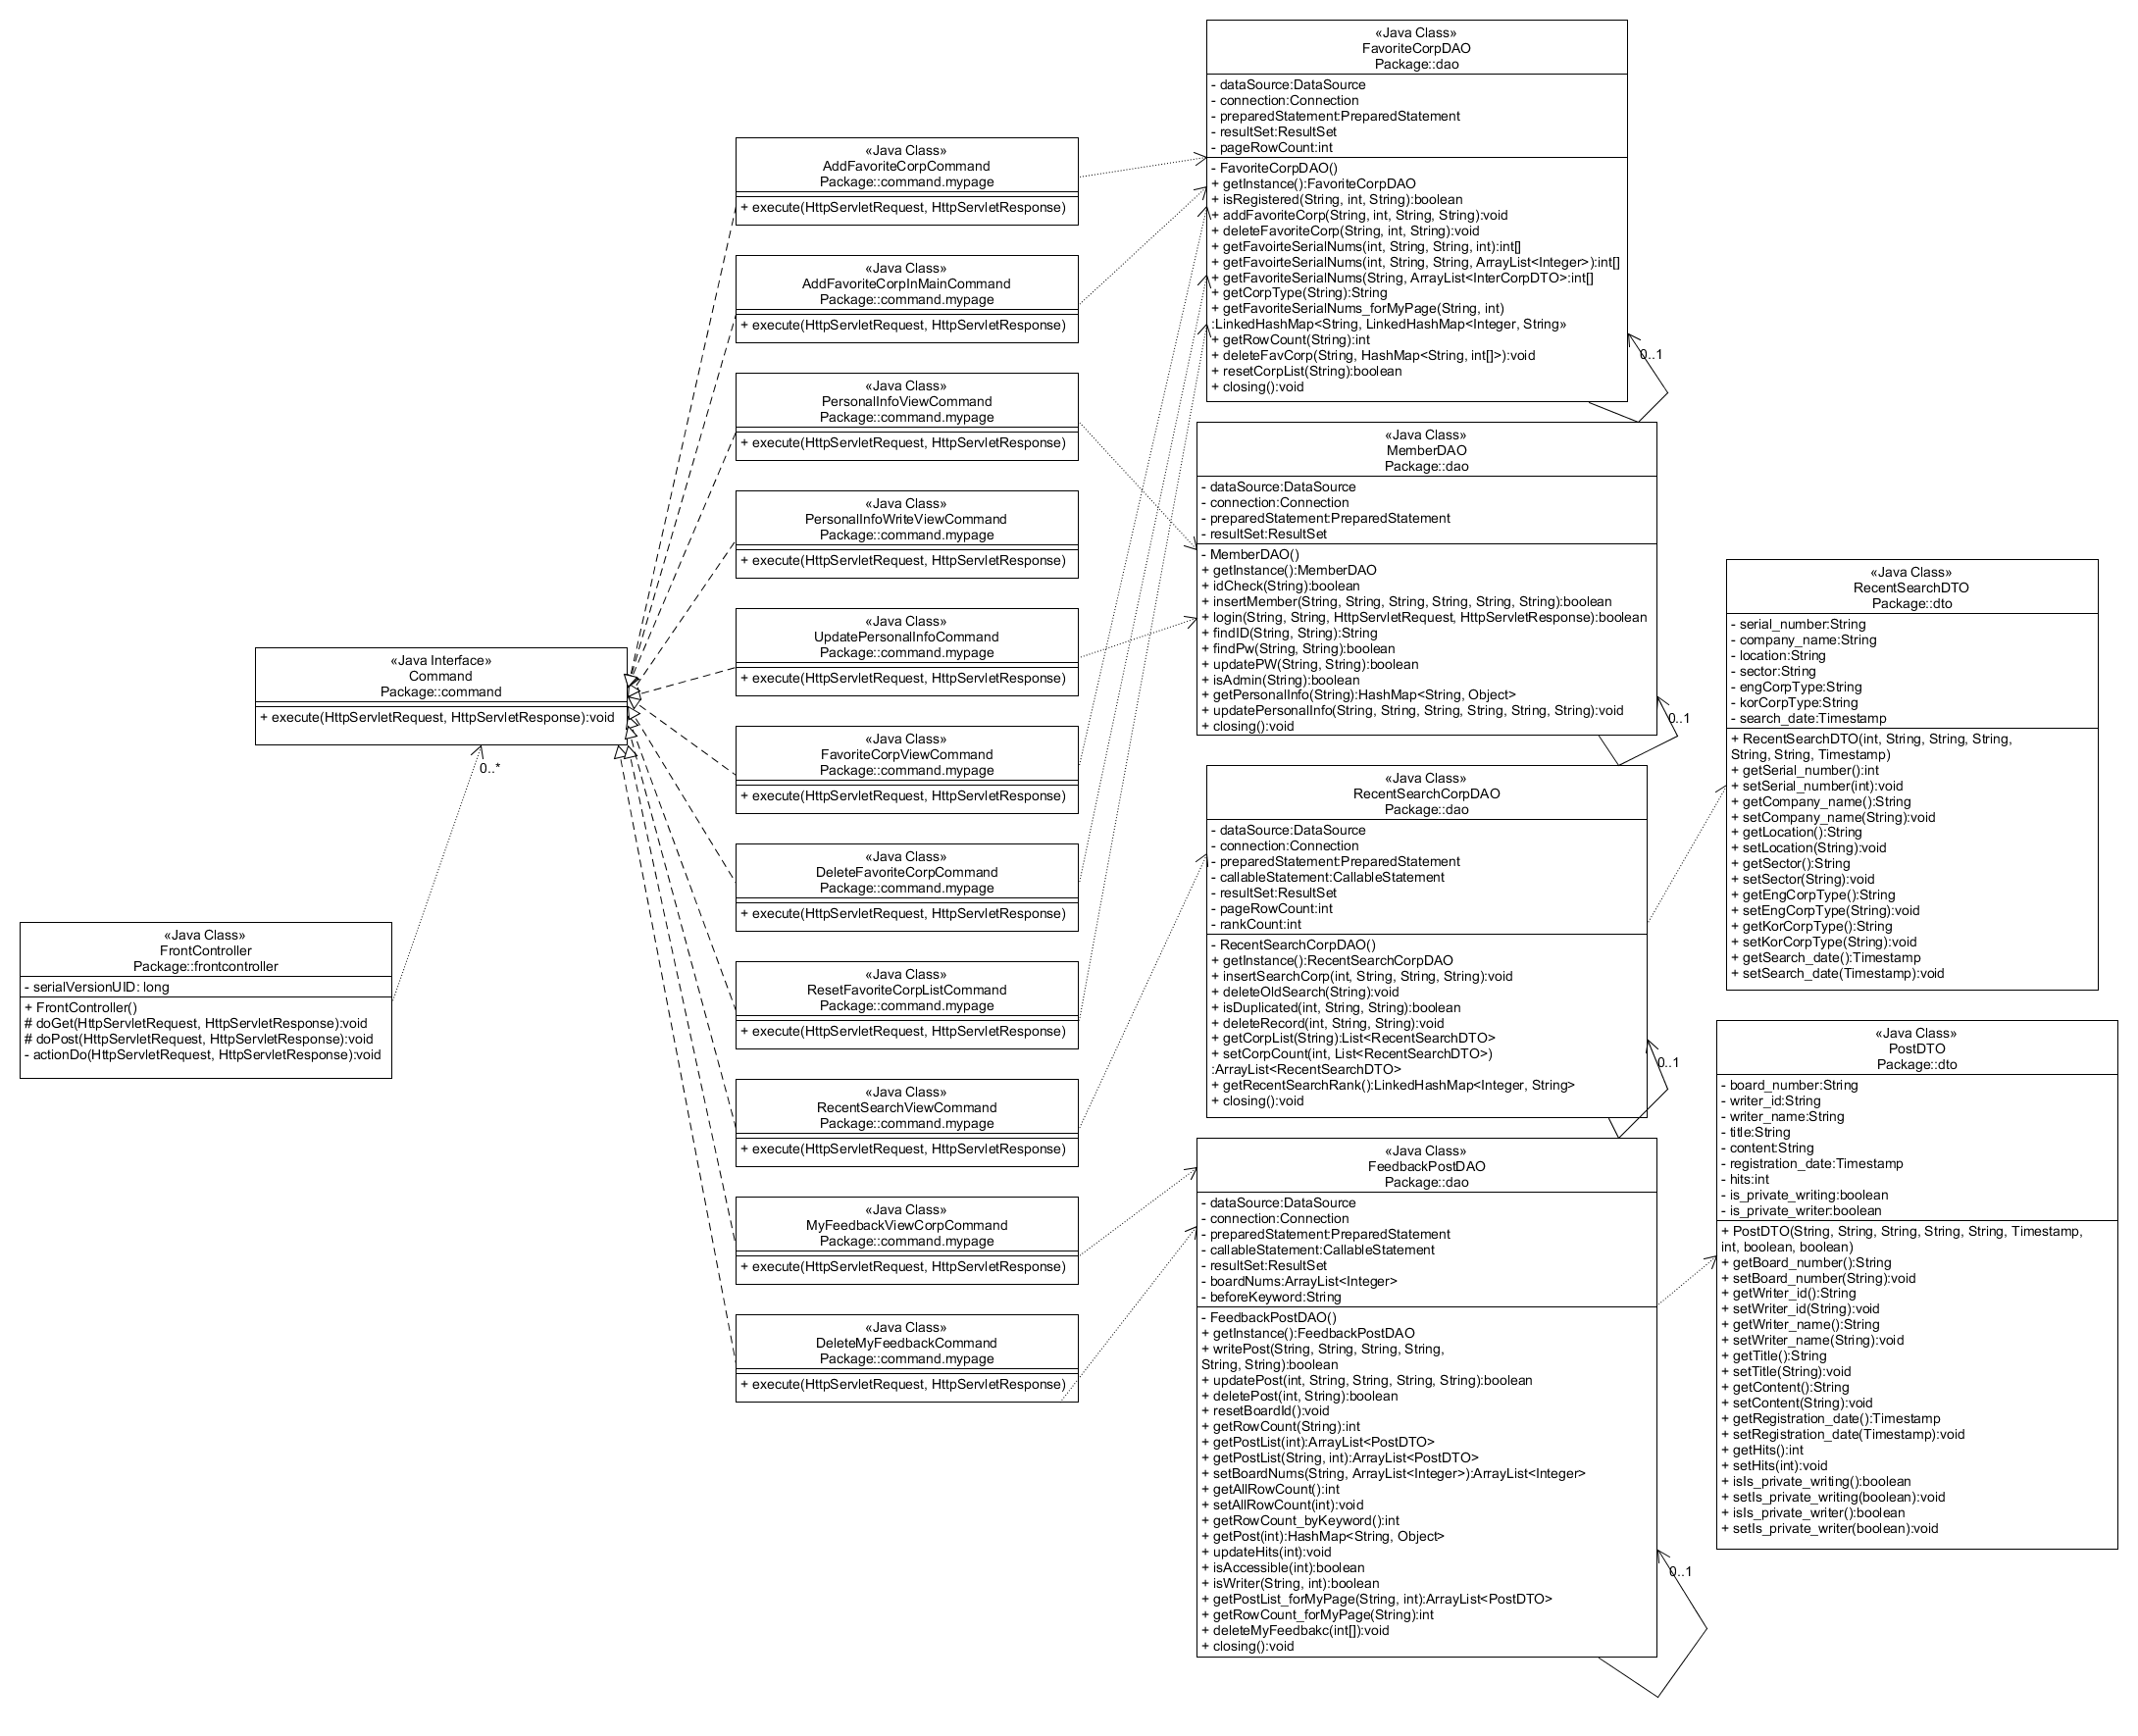 «Java Class»
FavoriteCorpDAO
Package::dao
- dataSource:DataSource
- connection:Connection
- preparedStatement:PreparedStatement
- resultSet:ResultSet
- pageRowCount:int
- FavoriteCorpDAO()
+ getInstance():FavoriteCorpDAO
+ isRegistered(String, int, String):boolean
+ addFavoriteCorp(String, int, String, String):void
+ deleteFavoriteCorp(String, int, String):void
+ getFavoirteSerialNums(int, String, String, int):int[]
+ getFavoirteSerialNums(int, String, String, ArrayList<Integer>):int[]
+ getFavoriteSerialNums(String, ArrayList<InterCorpDTO>:int[]
+ getCorpType(String):String
+ getFavoriteSerialNums_forMyPage(String, int)
:LinkedHashMap<String, LinkedHashMap<Integer, String»
+ getRowCount(String):int
+ deleteFavCorp(String, HashMap<String, int[]>):void
+ resetCorpList(String):boolean
+ closing():void
0..1
«Java Class»
AddFavoriteCorpCommand
Package::command.mypage
+ execute(HttpServletRequest, HttpServletResponse)
«Java Class»
AddFavoriteCorpInMainCommand
Package::command.mypage
+ execute(HttpServletRequest, HttpServletResponse)
«Java Class»
PersonalInfoViewCommand
Package::command.mypage
+ execute(HttpServletRequest, HttpServletResponse)
«Java Class»
PersonalInfoWriteViewCommand
Package::command.mypage
+ execute(HttpServletRequest, HttpServletResponse)
«Java Class»
UpdatePersonalInfoCommand
Package::command.mypage
+ execute(HttpServletRequest, HttpServletResponse)
«Java Class»
FavoriteCorpViewCommand
Package::command.mypage
+ execute(HttpServletRequest, HttpServletResponse)
«Java Class»
DeleteFavoriteCorpCommand
Package::command.mypage
+ execute(HttpServletRequest, HttpServletResponse)
«Java Class»
ResetFavoriteCorpListCommand
Package::command.mypage
+ execute(HttpServletRequest, HttpServletResponse)
«Java Class»
RecentSearchViewCommand
Package::command.mypage
+ execute(HttpServletRequest, HttpServletResponse)
«Java Class»
MyFeedbackViewCorpCommand
Package::command.mypage
+ execute(HttpServletRequest, HttpServletResponse)
«Java Class»
DeleteMyFeedbackCommand
Package::command.mypage
+ execute(HttpServletRequest, HttpServletResponse)
«Java Interface»
Command
Package::command
+ execute(HttpServletRequest, HttpServletResponse):void
0..*
«Java Class»
FrontController
Package::frontcontroller
- serialVersionUID: long
+ FrontController()
# doGet(HttpServletRequest, HttpServletResponse):void
# doPost(HttpServletRequest, HttpServletResponse):void
- actionDo(HttpServletRequest, HttpServletResponse):void
«Java Class»
MemberDAO
Package::dao
- dataSource:DataSource
- connection:Connection
- preparedStatement:PreparedStatement
- resultSet:ResultSet
- MemberDAO()
+ getInstance():MemberDAO
+ idCheck(String):boolean
+ insertMember(String, String, String, String, String, String):boolean
+ login(String, String, HttpServletRequest, HttpServletResponse):boolean
+ findID(String, String):String
+ findPw(String, String):boolean
+ updatePW(String, String):boolean
+ isAdmin(String):boolean
+ getPersonalInfo(String):HashMap<String, Object>
+ updatePersonalInfo(String, String, String, String, String, String):void
+ closing():void
0..1
«Java Class»
RecentSearchCorpDAO
Package::dao
- dataSource:DataSource
- connection:Connection
- preparedStatement:PreparedStatement
- callableStatement:CallableStatement
- resultSet:ResultSet
- pageRowCount:int
- rankCount:int
- RecentSearchCorpDAO()
+ getInstance():RecentSearchCorpDAO
+ insertSearchCorp(int, String, String, String):void
+ deleteOldSearch(String):void
+ isDuplicated(int, String, String):boolean
+ deleteRecord(int, String, String):void
+ getCorpList(String):List<RecentSearchDTO>
+ setCorpCount(int, List<RecentSearchDTO>)
:ArrayList<RecentSearchDTO>
+ getRecentSearchRank():LinkedHashMap<Integer, String>
+ closing():void
0..1
«Java Class»
FeedbackPostDAO
Package::dao
- dataSource:DataSource
- connection:Connection
- preparedStatement:PreparedStatement
- callableStatement:CallableStatement
- resultSet:ResultSet
- boardNums:ArrayList<Integer>
- beforeKeyword:String
- FeedbackPostDAO()
+ getInstance():FeedbackPostDAO
+ writePost(String, String, String, String,
String, String):boolean
+ updatePost(int, String, String, String, String):boolean
+ deletePost(int, String):boolean
+ resetBoardId():void
+ getRowCount(String):int
+ getPostList(int):ArrayList<PostDTO>
+ getPostList(String, int):ArrayList<PostDTO>
+ setBoardNums(String, ArrayList<Integer>):ArrayList<Integer>
+ getAllRowCount():int
+ setAllRowCount(int):void
+ getRowCount_byKeyword():int
+ getPost(int):HashMap<String, Object>
+ updateHits(int):void
+ isAccessible(int):boolean
+ isWriter(String, int):boolean
+ getPostList_forMyPage(String, int):ArrayList<PostDTO>
+ getRowCount_forMyPage(String):int
+ deleteMyFeedbakc(int[]):void
+ closing():void
0..1
«Java Class»
RecentSearchDTO
Package::dto
- serial_number:String
- company_name:String
- location:String
- sector:String
- engCorpType:String
- korCorpType:String
- search_date:Timestamp
+ RecentSearchDTO(int, String, String, String,
String, String, Timestamp)
+ getSerial_number():int
+ setSerial_number(int):void
+ getCompany_name():String
+ setCompany_name(String):void
+ getLocation():String
+ setLocation(String):void
+ getSector():String
+ setSector(String):void
+ getEngCorpType():String
+ setEngCorpType(String):void
+ getKorCorpType():String
+ setKorCorpType(String):void
+ getSearch_date():Timestamp
+ setSearch_date(Timestamp):void
«Java Class»
PostDTO
Package::dto
- board_number:String
- writer_id:String
- writer_name:String
- title:String
- content:String
- registration_date:Timestamp
- hits:int
- is_private_writing:boolean
- is_private_writer:boolean
+ PostDTO(String, String, String, String, String, Timestamp,
int, boolean, boolean)
+ getBoard_number():String
+ setBoard_number(String):void
+ getWriter_id():String
+ setWriter_id(String):void
+ getWriter_name():String
+ setWriter_name(String):void
+ getTitle():String
+ setTitle(String):void
+ getContent():String
+ setContent(String):void
+ getRegistration_date():Timestamp
+ setRegistration_date(Timestamp):void
+ getHits():int
+ setHits(int):void
+ isIs_private_writing():boolean
+ setIs_private_writing(boolean):void
+ isIs_private_writer():boolean
+ setIs_private_writer(boolean):void